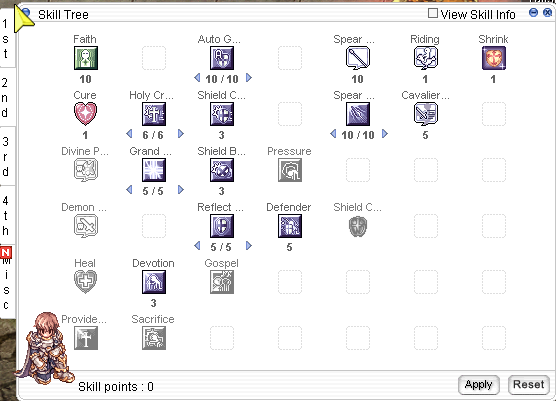 Skill Tree
View Skill Info
1st
2nd
3rd
4th
N
Misc
Faith
Auto G...
Spear ...
Riding
Shrink
10
10 / 10
10
1
1
Cure
Holy Cr...
Shield C...
Spear ...
Cavalier...
1
6 / 6
3
10 / 10
5
Divine P...
Grand ...
Shield B...
Pressure
5 / 5
3
Demon ...
Reflect ...
Defender
Shield C...
5 / 5
5
Heal
Devotion
Gospel
3
Provide...
Sacrifice
Skill points : 0
Apply
Reset